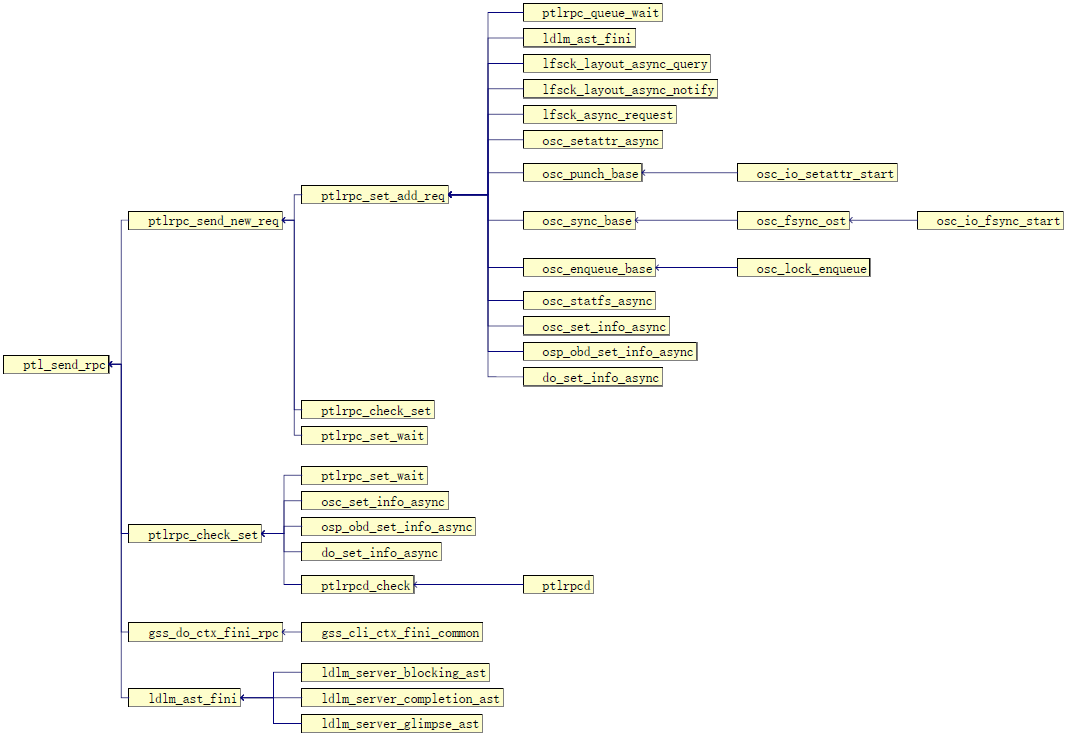 ptlrpc_queue_wait
ldlm_ast_fini
lfsck_layout_async_query
lfsck_layout_async_notify
lfsck_async_request
osc_setattr_async
osc_punch_base
osc_io_setattr_start
ptlrpc_set_add_req
ptlrpc_send_new_req
osc_sync_base
osc_fsync_ost
osc_io_fsync_start
osc_enqueue_base
osc_lock_enqueue
osc_statfs_async
osc_set_info_async
osp_obd_set_info_async
ptl_send_rpc
do_set_info_async
ptlrpc_check_set
ptlrpc_set_wait
ptlrpc_set_wait
osc_set_info_async
osp_obd_set_info_async
ptlrpc_check_set
do_set_info_async
ptlrpcd_check
ptlrpcd
gss_do_ctx_fini_rpc
gss_cli_ctx_fini_common
ldlm_server_blocking_ast
ldlm_ast_fini
ldlm_server_completion_ast
ldlm_server_glimpse_ast